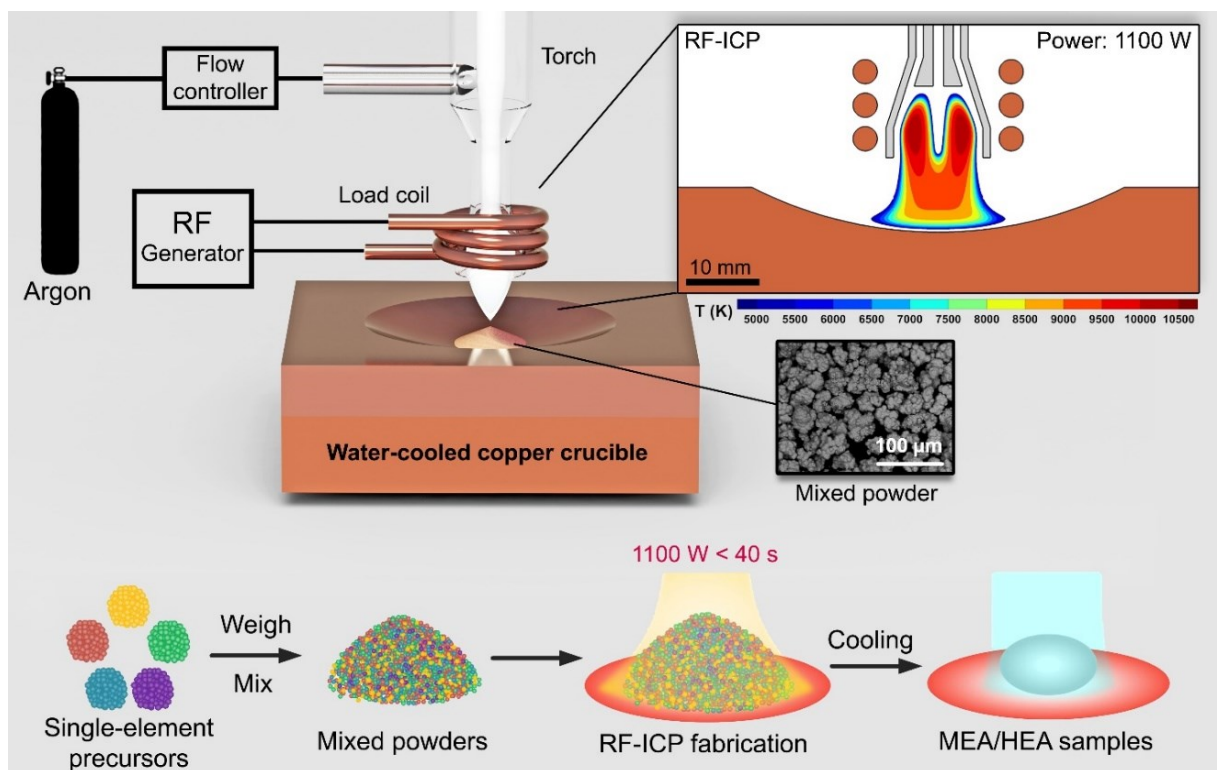 Flow
controller
Torch
Argon
RF
Generator
Load coil
RF-ICP
Power: 1100 W
10 mm
T (K)
5000 5500 6000 6500 7000 7500 8000 8500 9000 9500 10000 10500
100 µm
Mixed powder
Water-cooled copper crucible
Single-element
precursors
Weigh
Mix
Mixed powders
1100 W < 40 s
RF-ICP fabrication
Cooling
MEA/HEA samples